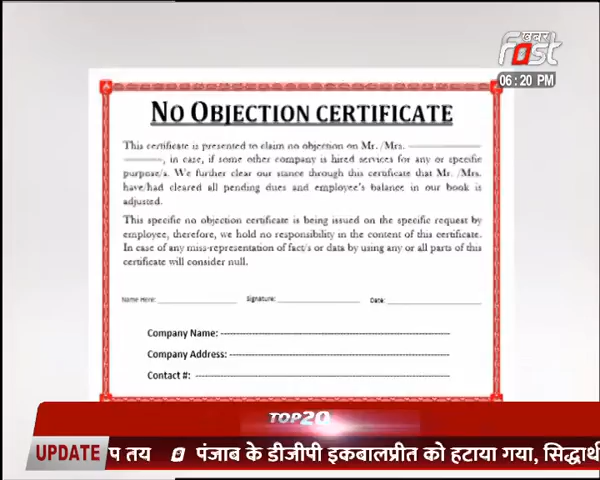 खबर
Fast
06:20 PM
NO OBJECTION CERTIFICATE
This certificate is presented to claim no objection on Mr. /Mrs. ____________
________, in case, if some other company is hired services for any or specific
purpose/s. We further clear our stance through this certificate that Mr. /Mrs.
have/had cleared all pending dues and employee's balance in our book is
adjusted.
This specific no objection certificate is being issued on the specific request by
employee, therefore, we hold no responsibility in the content of this certificate.
In case of any miss-representation of fact/s or data by using any or all parts of this
certificate will consider null.
Name Here: ____________ Signature: ____________ Date: ____________
Company Name: ------------------------------------------------
Company Address: ----------------------------------------------
Contact #: ----------------------------------------------------
TOP20
UPDATE प तय पंजाब के डीजीपी इकबालप्रीत को हटाया गया, सिद्धार्थ